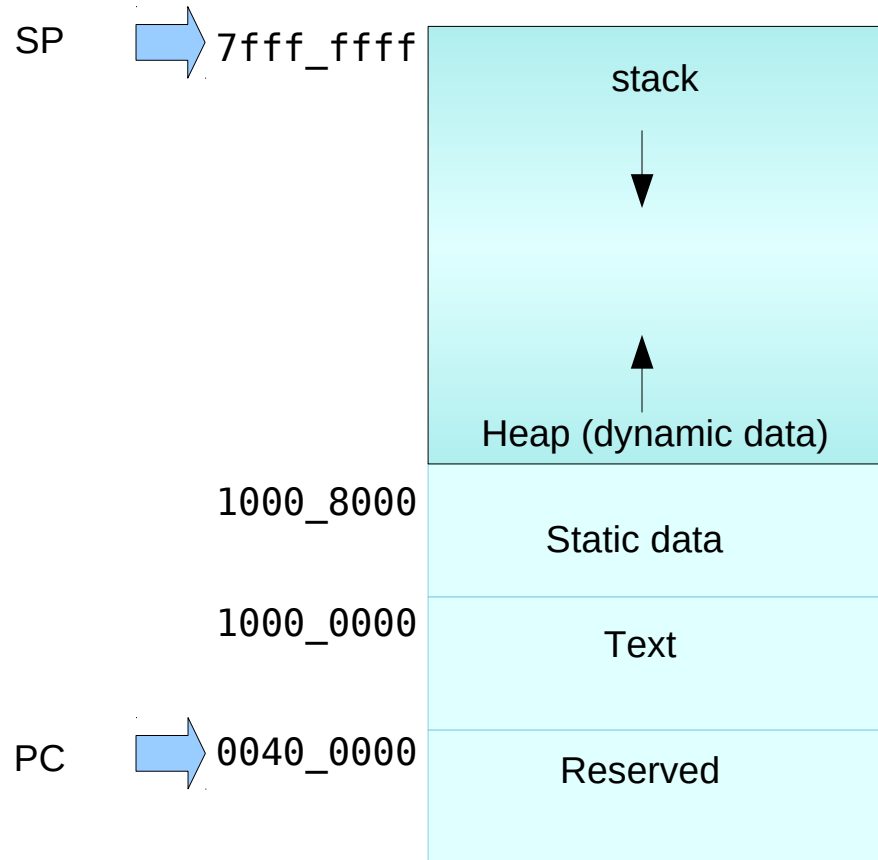 SP
7fff_ffff
stack
Heap (dynamic data)
1000_8000
Static data
1000_0000
Text
PC
0040_0000
Reserved